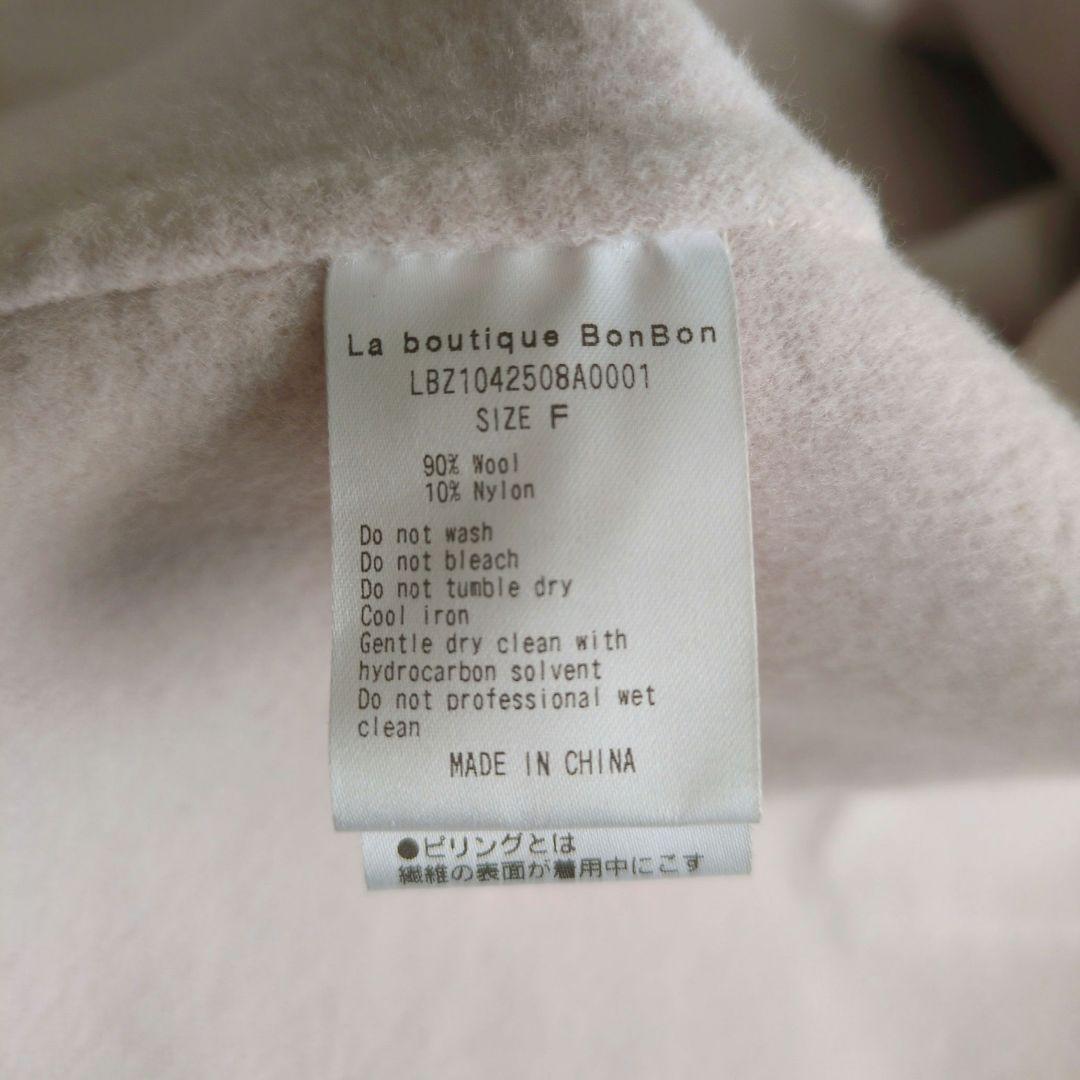 La boutique BonBon
LBZ1042508A0001
SIZE F
90% Wool
10% Nylon
Do not wash
Do not bleach
Do not tumble dry
Cool iron
Gentle dry clean with
hydrocarbon solvent
Do not professional wet
clean
MADE IN CHINA
●ピリングとは
繊維の表面が着用中にこす